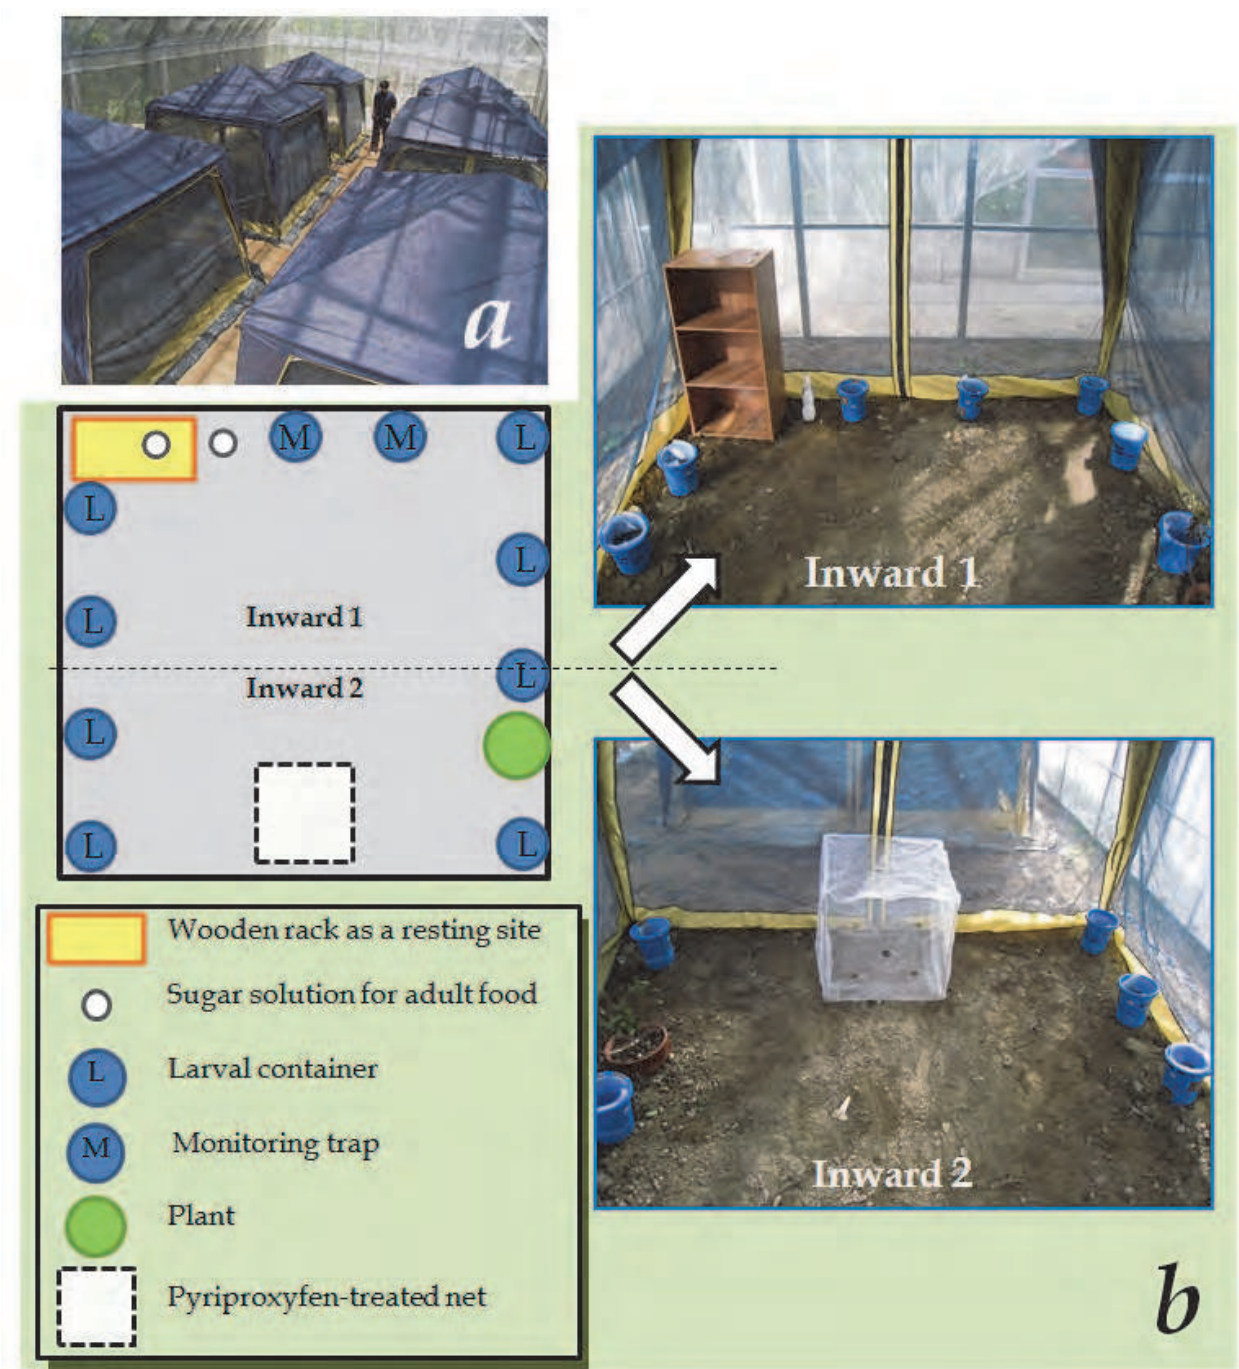 a
M M L
L
L
L
Inward 1
L
Inward 2
L
L L
Wooden rack as a resting site
Sugar solution for adult food
L Larval container
M Monitoring trap
Plant
Pyriproxyfen-treated net
Inward 1
Inward 2
b